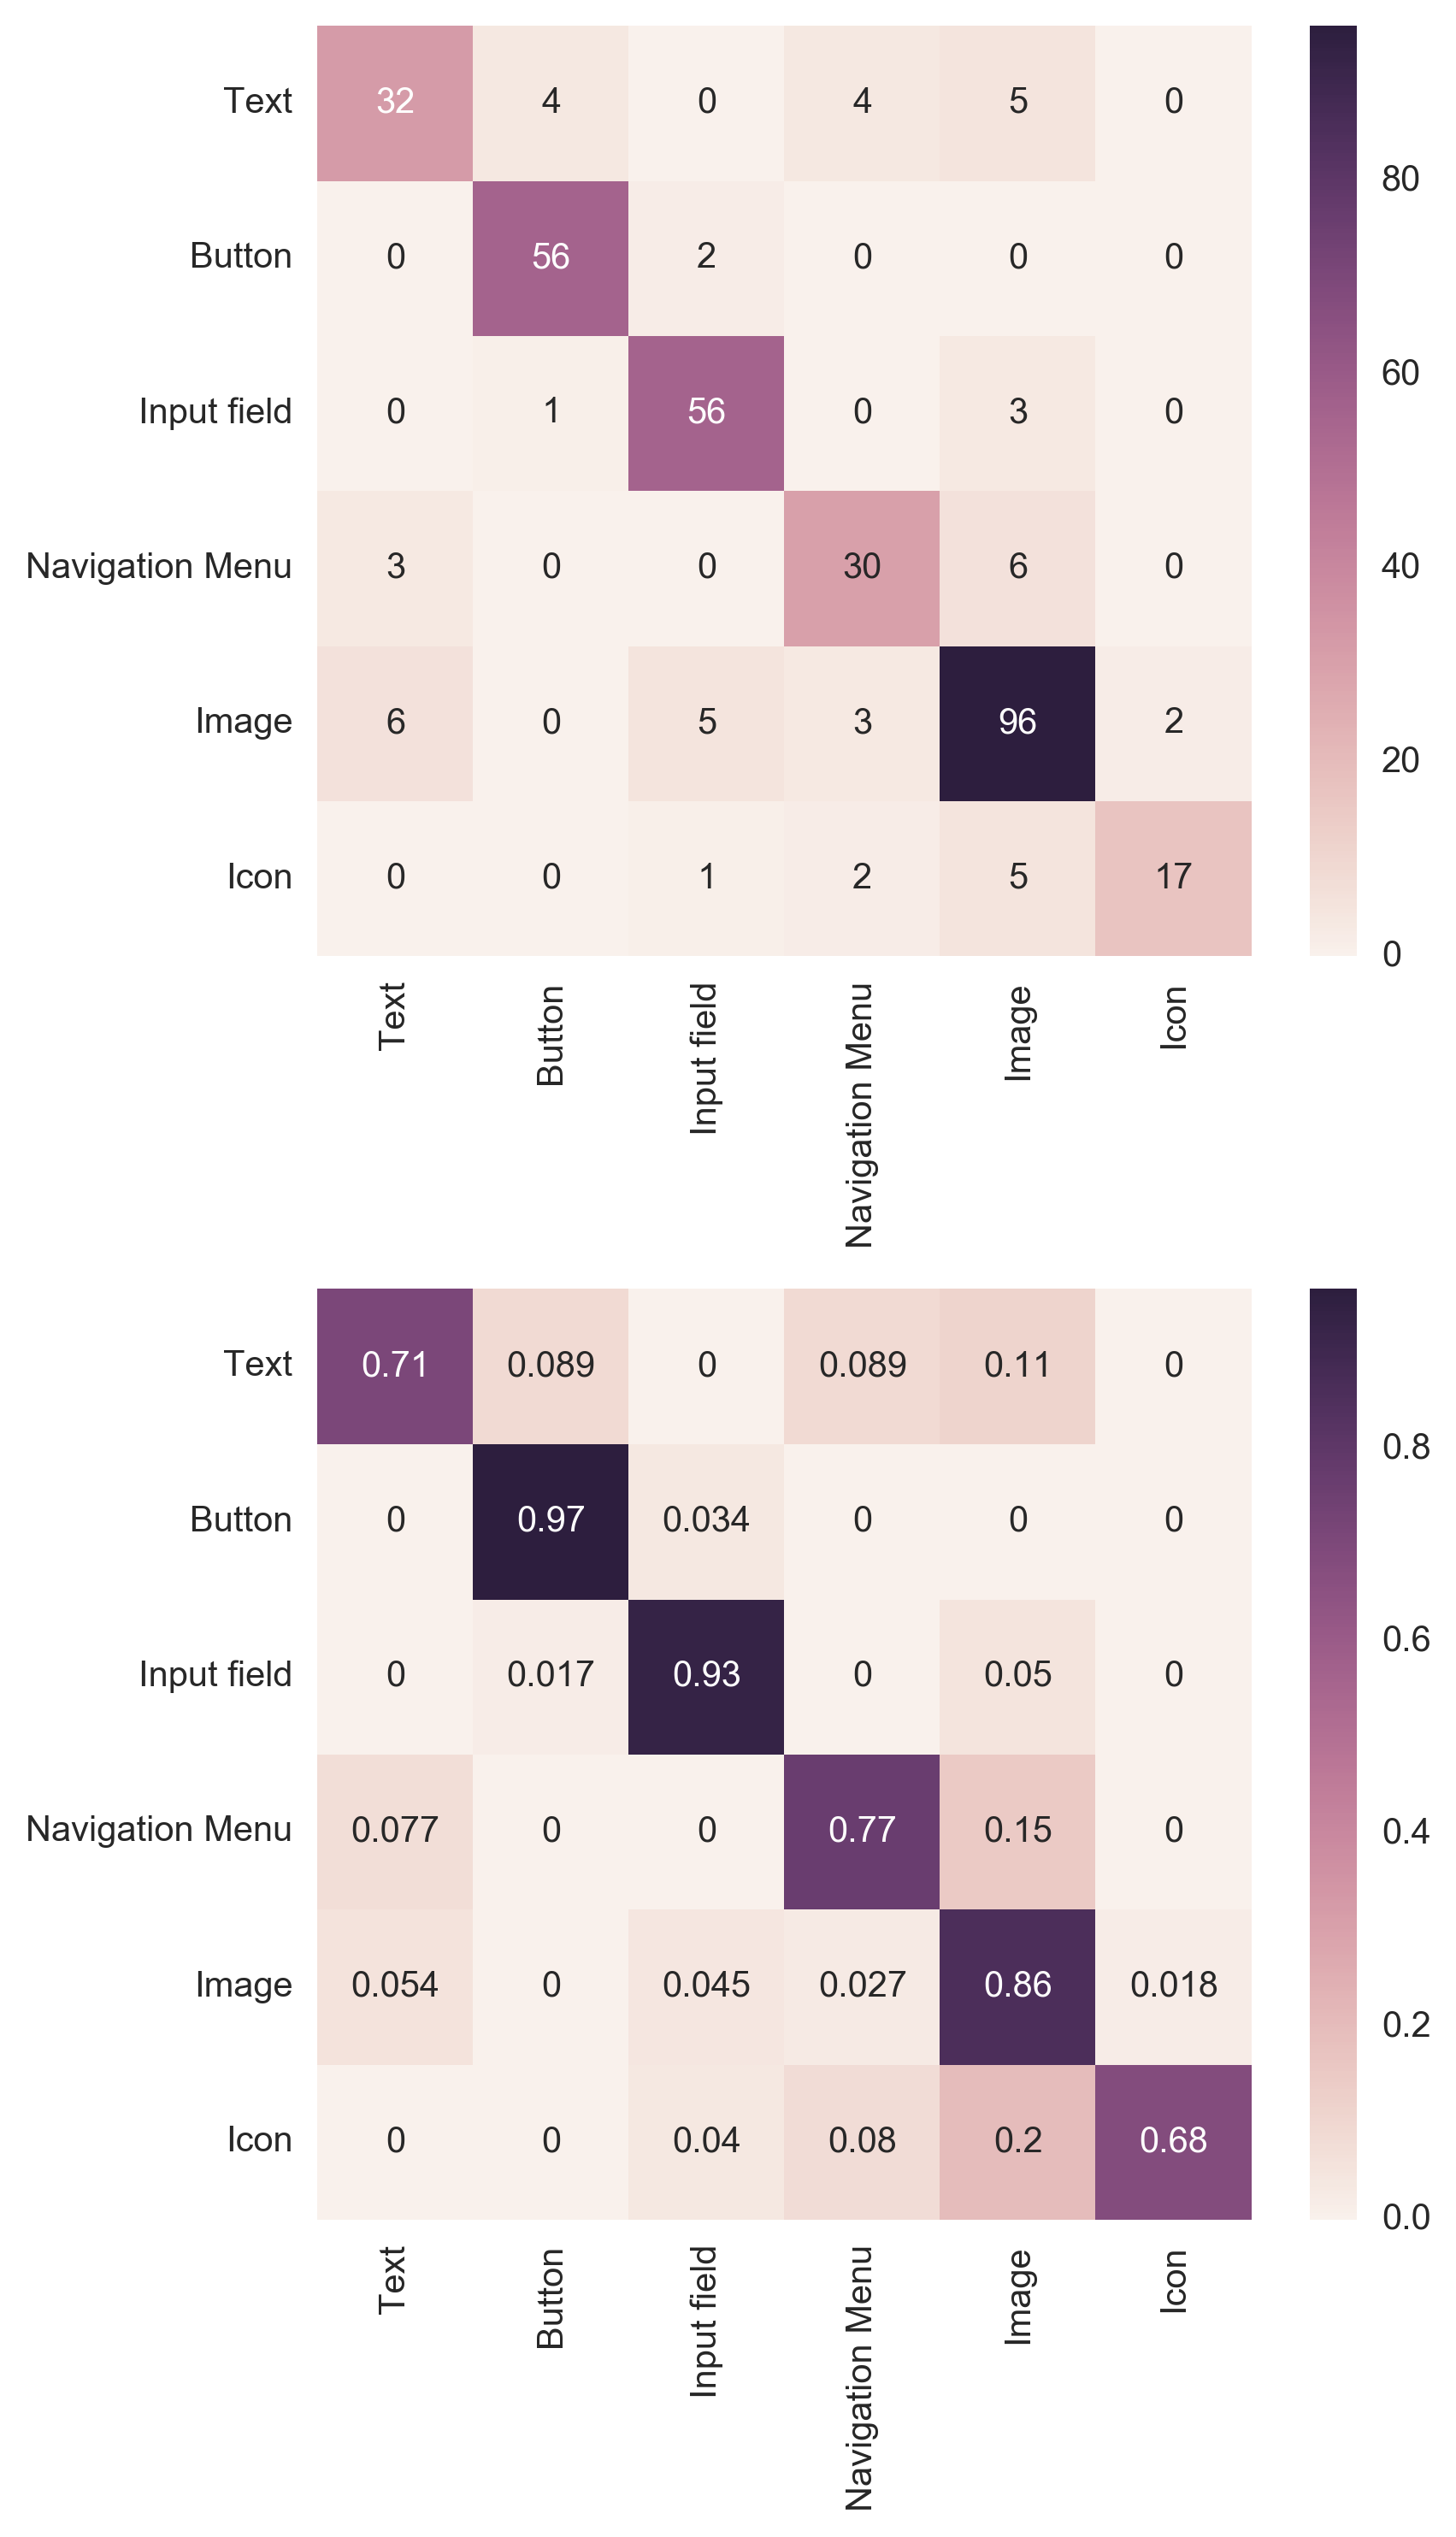 Text 32 4 0 4 5 0
80
Button 0 56 2 0 0 0
60
Input field 0 1 56 0 3 0
Navigation Menu 3 0 0 30 6 0
40
Image 6 0 5 3 96 2
20
Icon 0 0 1 2 5 17
0
Text
Button
Input field
Navigation Menu
Image
Icon
Text 0.71 0.089 0 0.089 0.11 0
0.8
Button 0 0.97 0.034 0 0 0
0.6
Input field 0 0.017 0.93 0 0.05 0
Navigation Menu 0.077 0 0 0.77 0.15 0
0.4
Image 0.054 0 0.045 0.027 0.86 0.018
0.2
Icon 0 0 0.04 0.08 0.2 0.68
0.0
Text
Button
Input field
Navigation Menu
Image
Icon